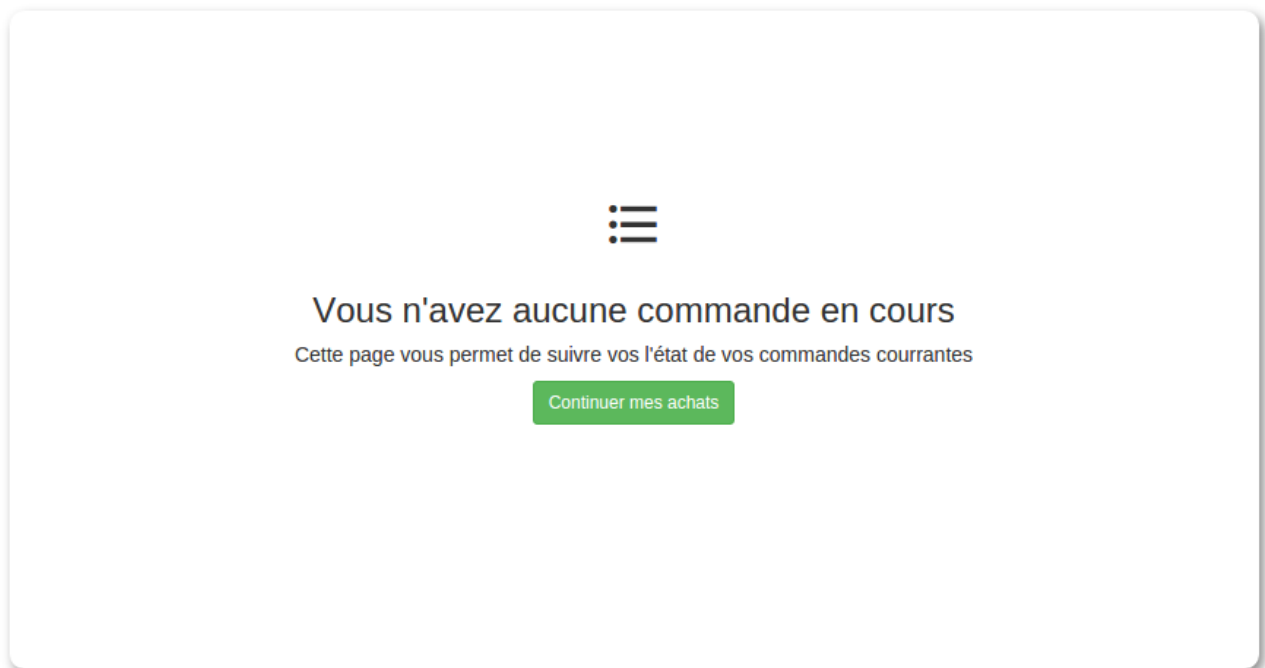 Vous n'avez aucune commande en cours
Cette page vous permet de suivre vos l'état de vos commandes courrantes
Continuer mes achats